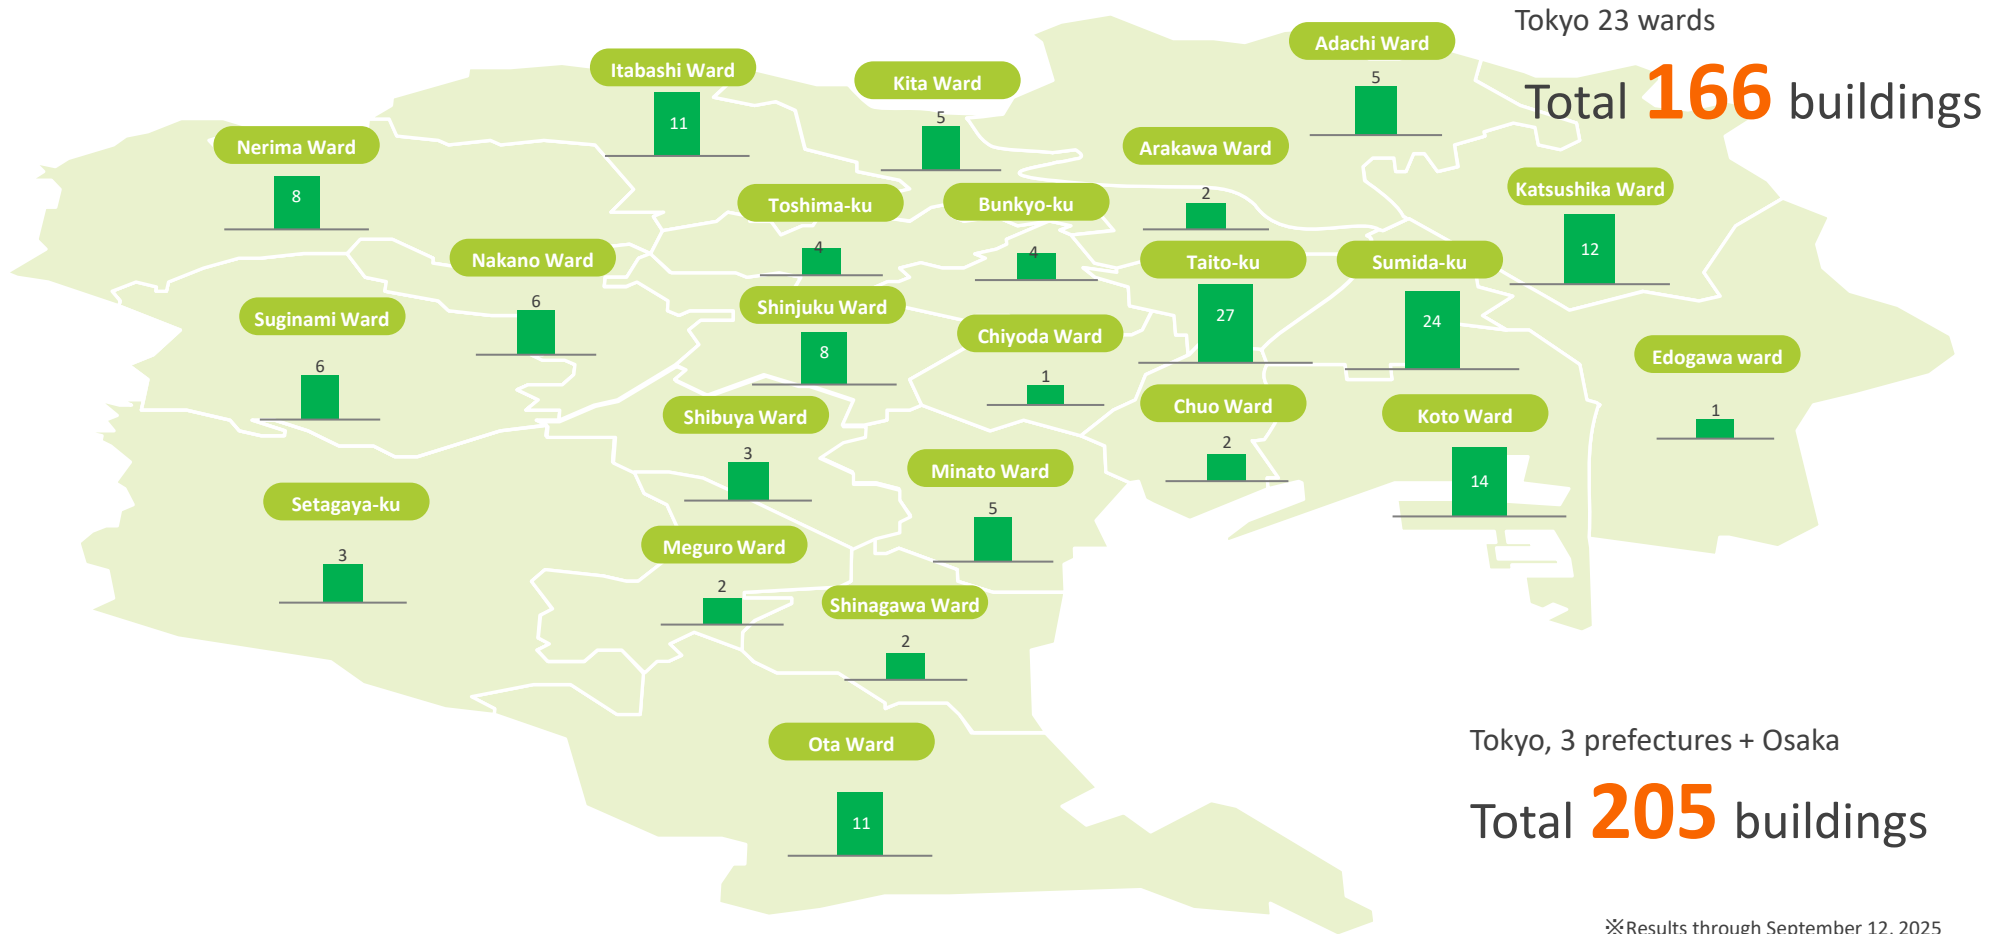 Tokyo 23 wards
Total 166 buildings
Adachi Ward
5
Itabashi Ward
11
Kita Ward
5
Nerima Ward
8
Arakawa Ward
2
Katsushika Ward
12
Toshima-ku
4
Bunkyo-ku
4
Nakano Ward
6
Taito-ku
27
Sumida-ku
24
Suginami Ward
6
Shinjuku Ward
8
Chiyoda Ward
1
Edogawa ward
1
Shibuya Ward
3
Chuo Ward
2
Koto Ward
14
Minato Ward
5
Setagaya-ku
3
Meguro Ward
2
Shinagawa Ward
2
Ota Ward
11
Tokyo, 3 prefectures + Osaka
Total 205 buildings
※Results through September 12, 2025